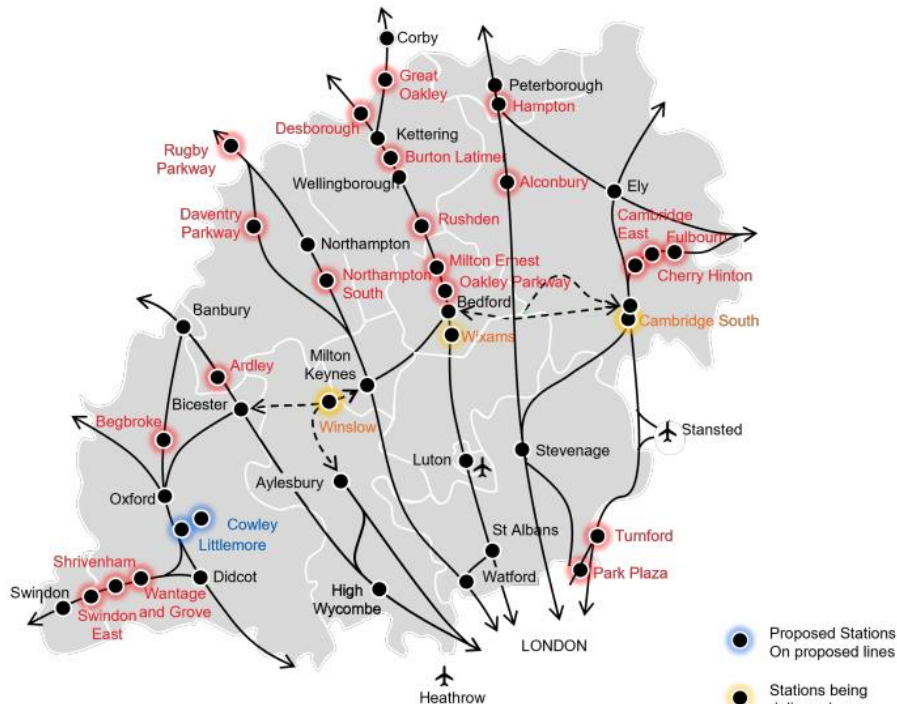 Corby
Great
Oakley
Peterborough
Hampton
Desborough
Kettering
Rugby
Parkway
Burton Latimer
Wellingborough
Alconbury
Ely
Daventry
Parkway
Rushden
Cambridge
East
Fulbourn
Northampton
Cherry Hinton
Milton Ernest
Northampton
South
Oakley Parkway
Bedford
Banbury
Cambridge South
Wixams
Ardley
Milton
Keynes
Bicester
Winslow
Begbroke
Stansted
Luton
Stevenage
Aylesbury
Oxford
Cowley
Littlemore
St Albans
Turnford
Shrivenham
Park Plaza
Swindon
Wantage
and Grove
Didcot
High
Wycombe
Watford
Swindon
East
LONDON
Heathrow
Proposed Stations
On proposed lines
Stations being